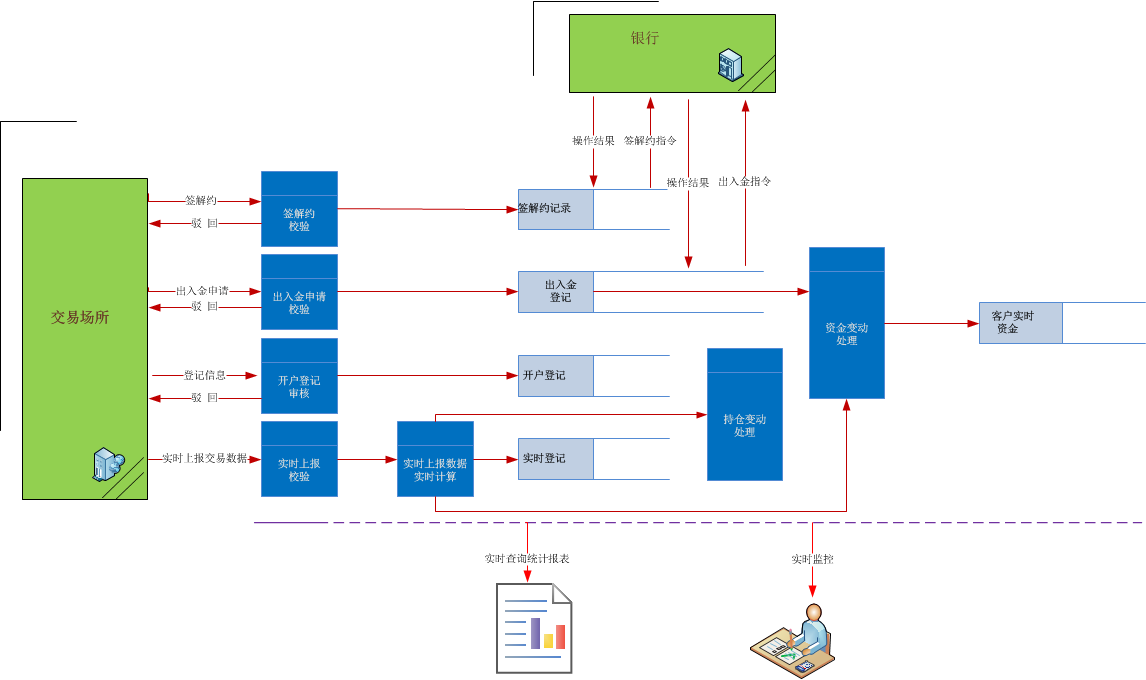 银行
操作结果
签解约指令
操作结果
出入金指令
交易场所
签解约
驳 回
签解约
校验
签解约记录
出入金申请
驳 回
出入金申请
校验
出入金
登记
资金变动
处理
客户实时
资金
登记信息
驳 回
开户登记
审核
开户登记
持仓变动
处理
实时上报交易数据
实时上报
校验
实时上报数据
实时计算
实时登记
实时查询统计报表
实时监控